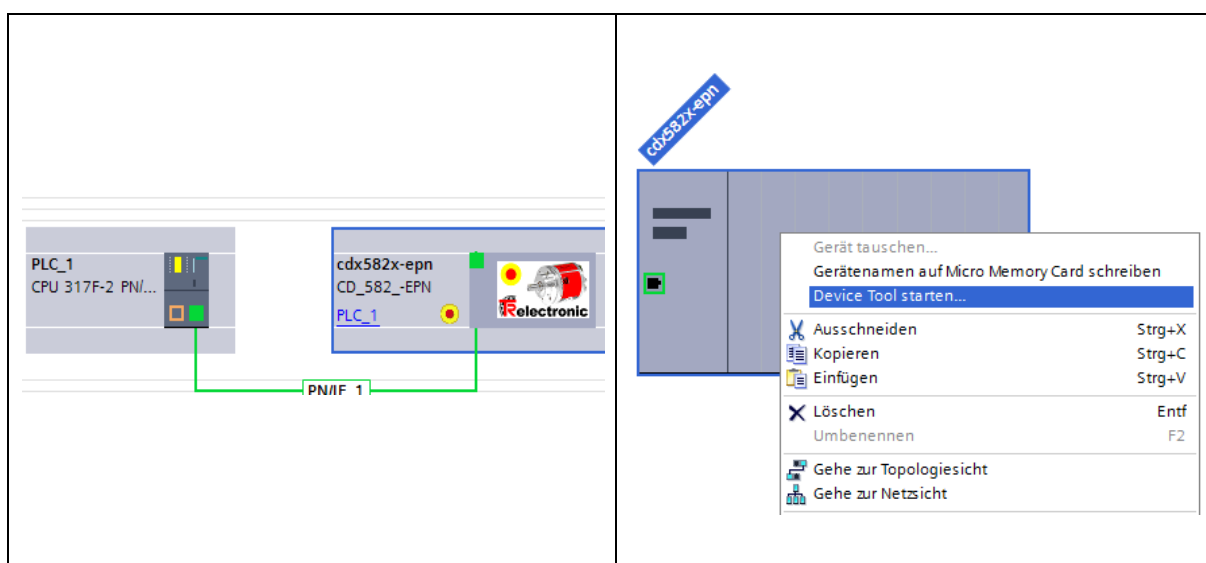 PLC_1
CPU 317F-2 PN/...
cdx582x-epn
CD_582_-EPN
PLC_1
TR electronic
PN/IE_1
cdx582x-epn
Gerät tauschen...
Gerätenamen auf Micro Memory Card schreiben
Device Tool starten...
Ausschneiden Strg+X
Kopieren Strg+C
Einfügen Strg+V
Löschen Entf
Umbenennen F2
Gehe zur Topologiesicht
Gehe zur Netzsicht